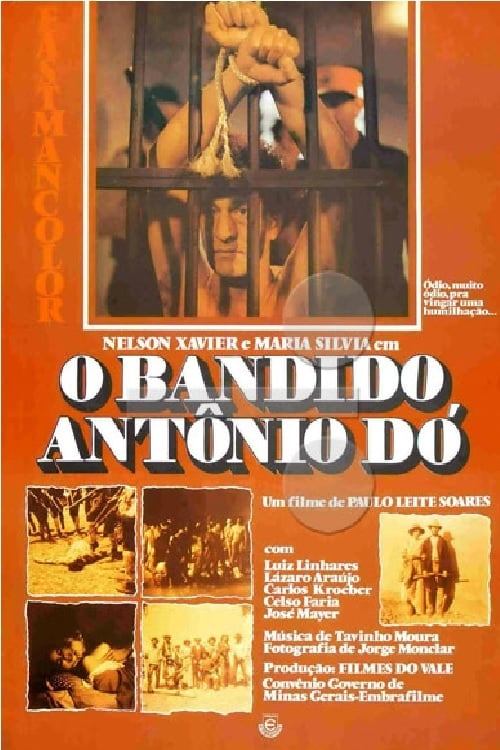 EASTMANCOLOR
Ódio, muito
ódio, pra
vingar uma
humilhação...
NELSON XAVIER e MARIA SILVIA em
O BANDIDO
ANTÔNIO DÓ
Um filme de PAULO LEITE SOARES
com
Luiz Linhares
Lázaro Araújo
Carlos Kroeber
Celso Faria
José Mayer
Música de Tavinho Moura
Fotografia de Jorge Monclar
Produção: FILMES DO VALE
Convênio Governo de
Minas Gerais-Embrafilme